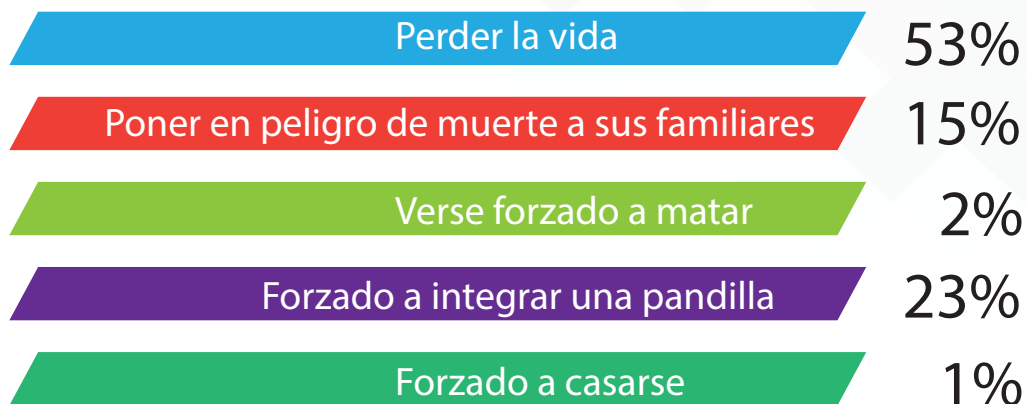 Perder la vida 53%
Poner en peligro de muerte a sus familiares 15%
Verse forzado a matar 2%
Forzado a integrar una pandilla 23%
Forzado a casarse 1%